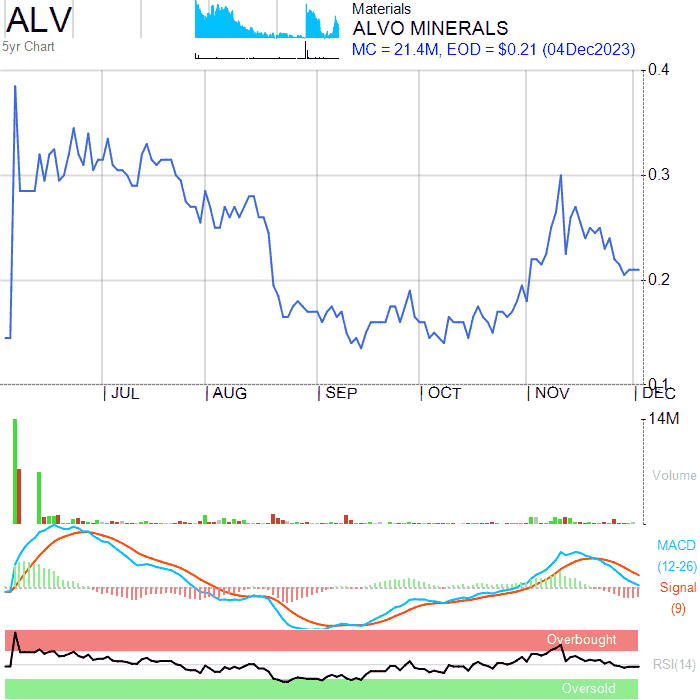 ALV
5yr Chart
Materials
ALVO MINERALS
MC = 21.4M, EOD = $0.21 (04Dec2023)
0.4
0.3
0.2
0.1
JUL AUG SEP OCT NOV DEC
14M
Volume
MACD
(12-26)
Signal
(9)
Overbought
RSI(14)
Oversold